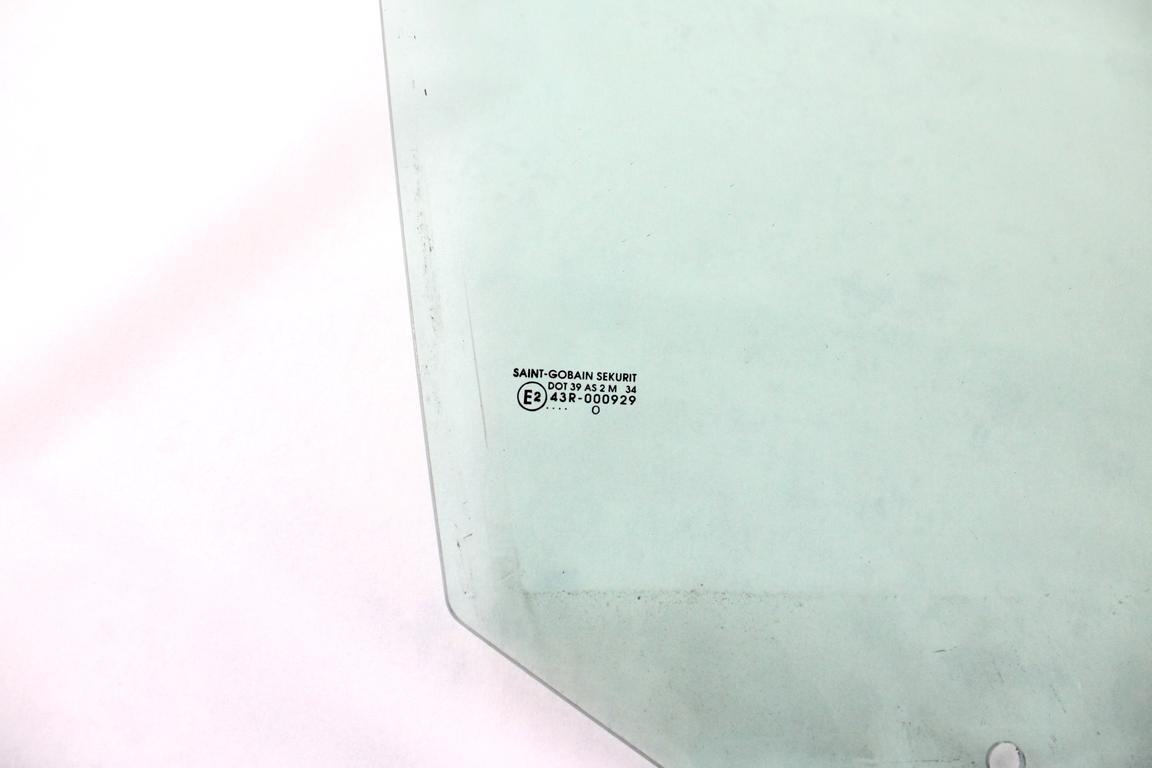 SAINT-GOBAIN SEKURIT
DOT 39 AS 2 M 34
E2 43R-000929
.... O